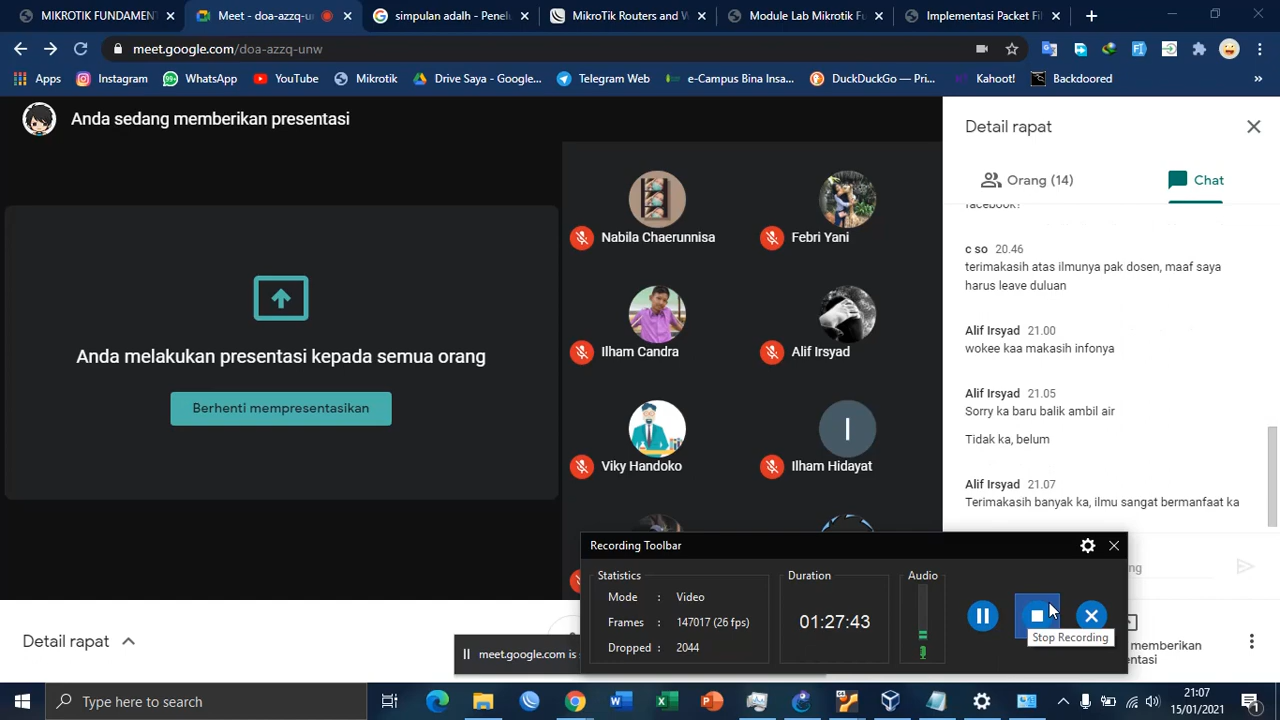 MIKROTIK FUNDAMENT
Meet - doa-azzq-unw
simpulan adalh - Penel
MikroTik Routers and W
Module Lab Mikrotik Fu
Implementasi Packet Fi
meet.google.com/doa-azzq-unw
Apps
Instagram
99+
WhatsApp
YouTube
Mikrotik
Drive Saya - Google...
Telegram Web
e-Campus Bina Insa...
DuckDuckGo — Pri...
Kahoot!
Backdoored
»
Anda sedang memberikan presentasi
Anda melakukan presentasi kepada semua orang
Berhenti mempresentasikan
Nabila Chaerunnisa
Febri Yani
Ilham Candra
Alif Irsyad
Viky Handoko
I
Ilham Hidayat
Detail rapat
Orang (14)
Chat
facebook?
c so 20.46
terimakasih atas ilmunya pak dosen, maaf saya
harus leave duluan
Alif Irsyad 21.00
wokee kaa makasih infonya
Alif Irsyad 21.05
Sorry ka baru balik ambil air
Tidak ka, belum
Alif Irsyad 21.07
Terimakasih banyak ka, ilmu sangat bermanfaat ka
Recording Toolbar
Statistics
Mode : Video
Frames : 147017 (26 fps)
Dropped : 2044
Duration
01:27:43
Audio
Stop Recording
Detail rapat
meet.google.com is
memberikan
Type here to search
21:07
15/01/2021
1